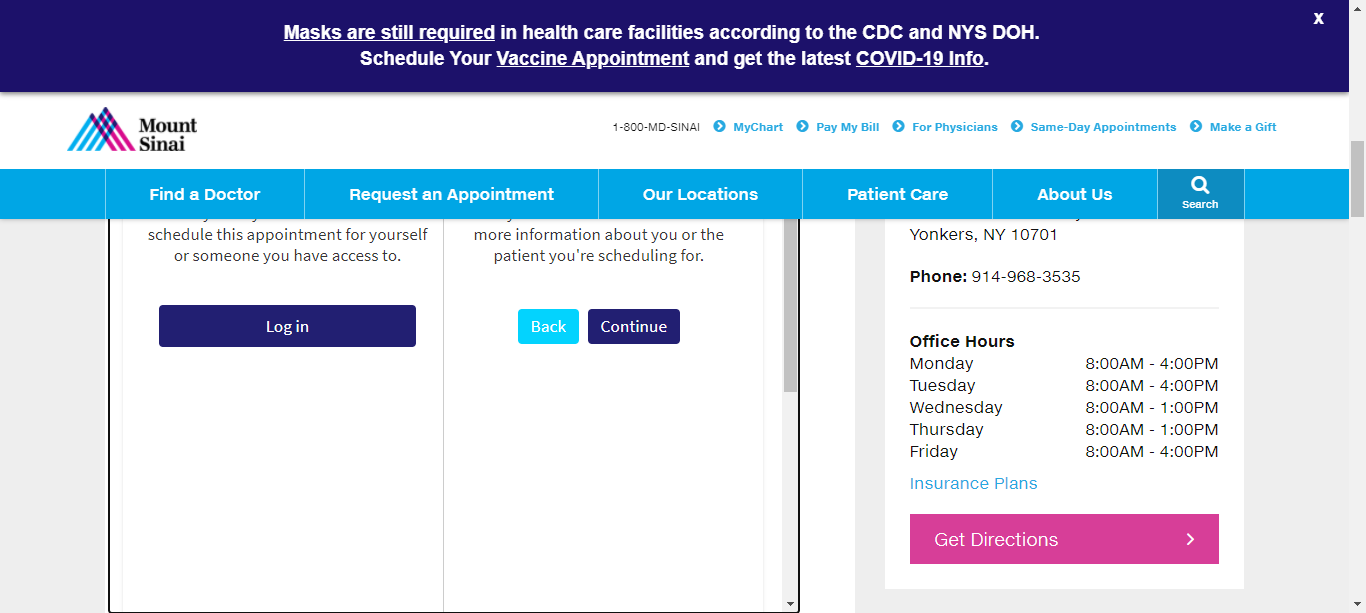 Masks are still required in health care facilities according to the CDC and NYS DOH.
X
Schedule Your Vaccine Appointment and get the latest COVID-19 Info.
Mount
Sinai
1-800-MD-SINAI MyChart Pay My Bill For Physicians Same-Day Appointments Make a Gift
Find a Doctor Request an Appointment Our Locations Patient Care About Us Search
schedule this appointment for yourself
or someone you have access to.
Log in
more information about you or the
patient you're scheduling for.
Back Continue
Yonkers, NY 10701
Phone: 914-968-3535
Office Hours
Monday 8:00AM - 4:00PM
Tuesday 8:00AM - 4:00PM
Wednesday 8:00AM - 1:00PM
Thursday 8:00AM - 1:00PM
Friday 8:00AM - 4:00PM
Insurance Plans
Get Directions